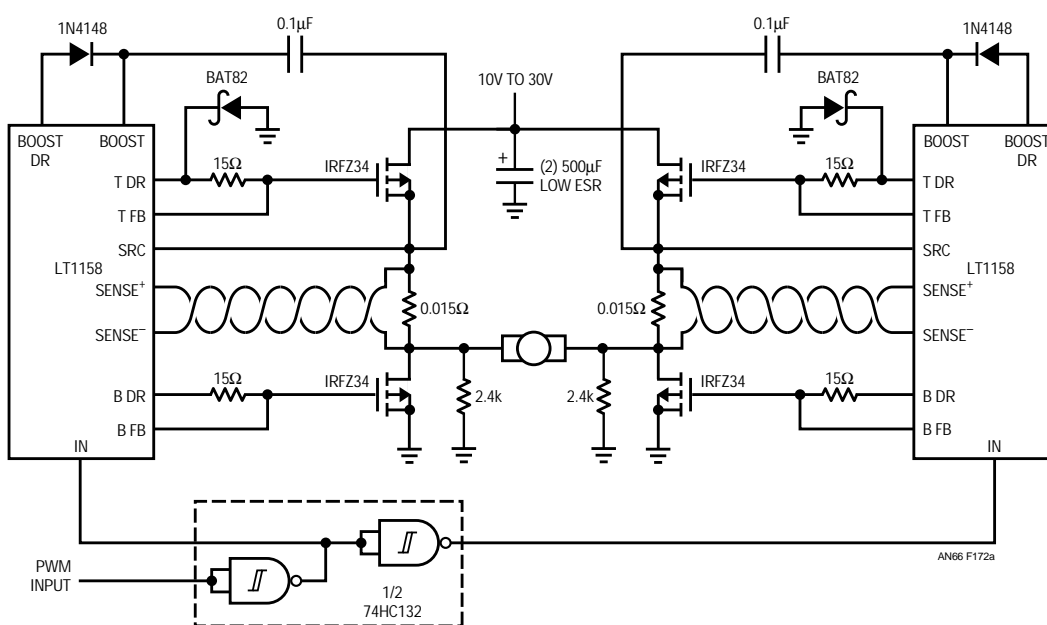 1N4148
0.1µF
0.1µF
1N4148
BAT82
10V TO 30V
BAT82
BOOST
DR
BOOST
BOOST
BOOST
DR
15Ω
IRFZ34
+
(2) 500µF
LOW ESR
IRFZ34
15Ω
T DR
T DR
T FB
T FB
SRC
SRC
LT1158
LT1158
SENSE+
SENSE+
0.015Ω
0.015Ω
SENSE–
SENSE–
15Ω
IRFZ34
IRFZ34
15Ω
B DR
2.4k
2.4k
B DR
B FB
B FB
IN
IN
PWM
INPUT
1/2
74HC132
AN66 F172a